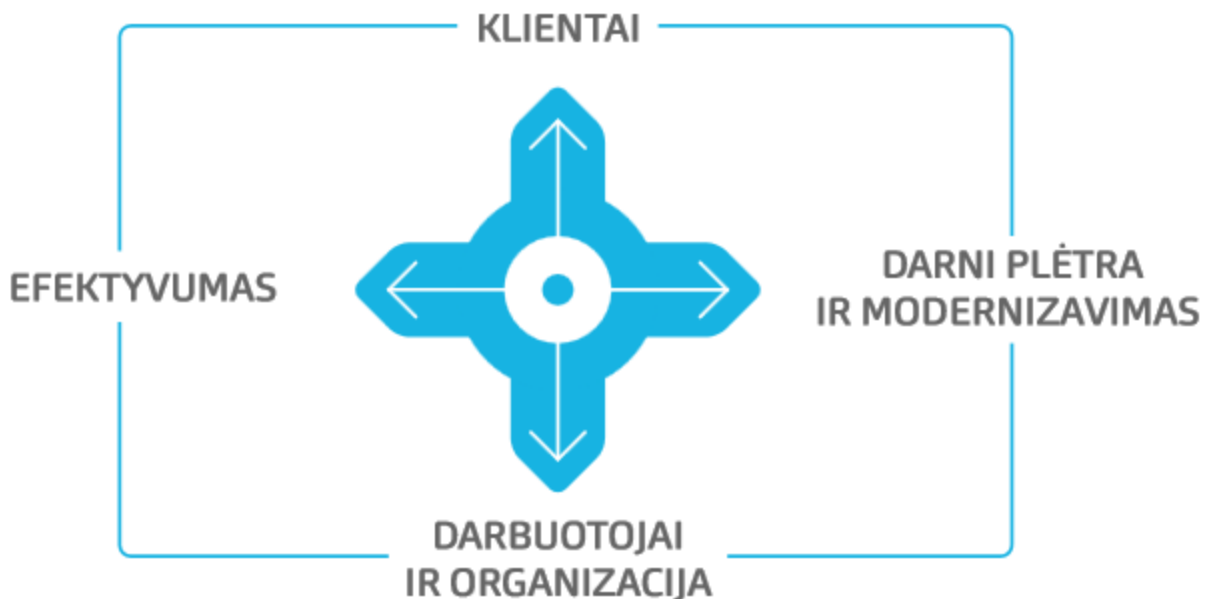 KLIENTAI
EFEKTYVUMAS
DARNI PLĖTRA
IR MODERNIZAVIMAS
DARBUOTOJAI
IR ORGANIZACIJA